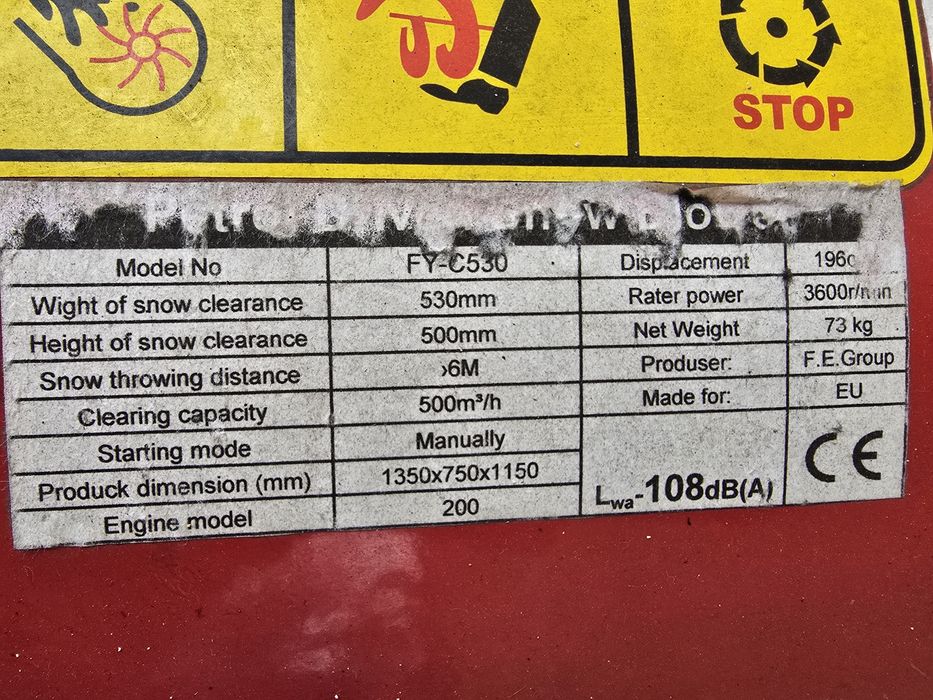 STOP
Model No FY-C530 Displacement 196c
Wight of snow clearance 530mm Rater power 3600r/min
Height of snow clearance 500mm Net Weight 73 kg
Snow throwing distance ›6M Produser: F.E.Group
Clearing capacity 500m³/h Made for: EU
Starting mode Manually
Produck dimension (mm) 1350x750x1150
Engine model 200 Lwa-108dB(A) CE